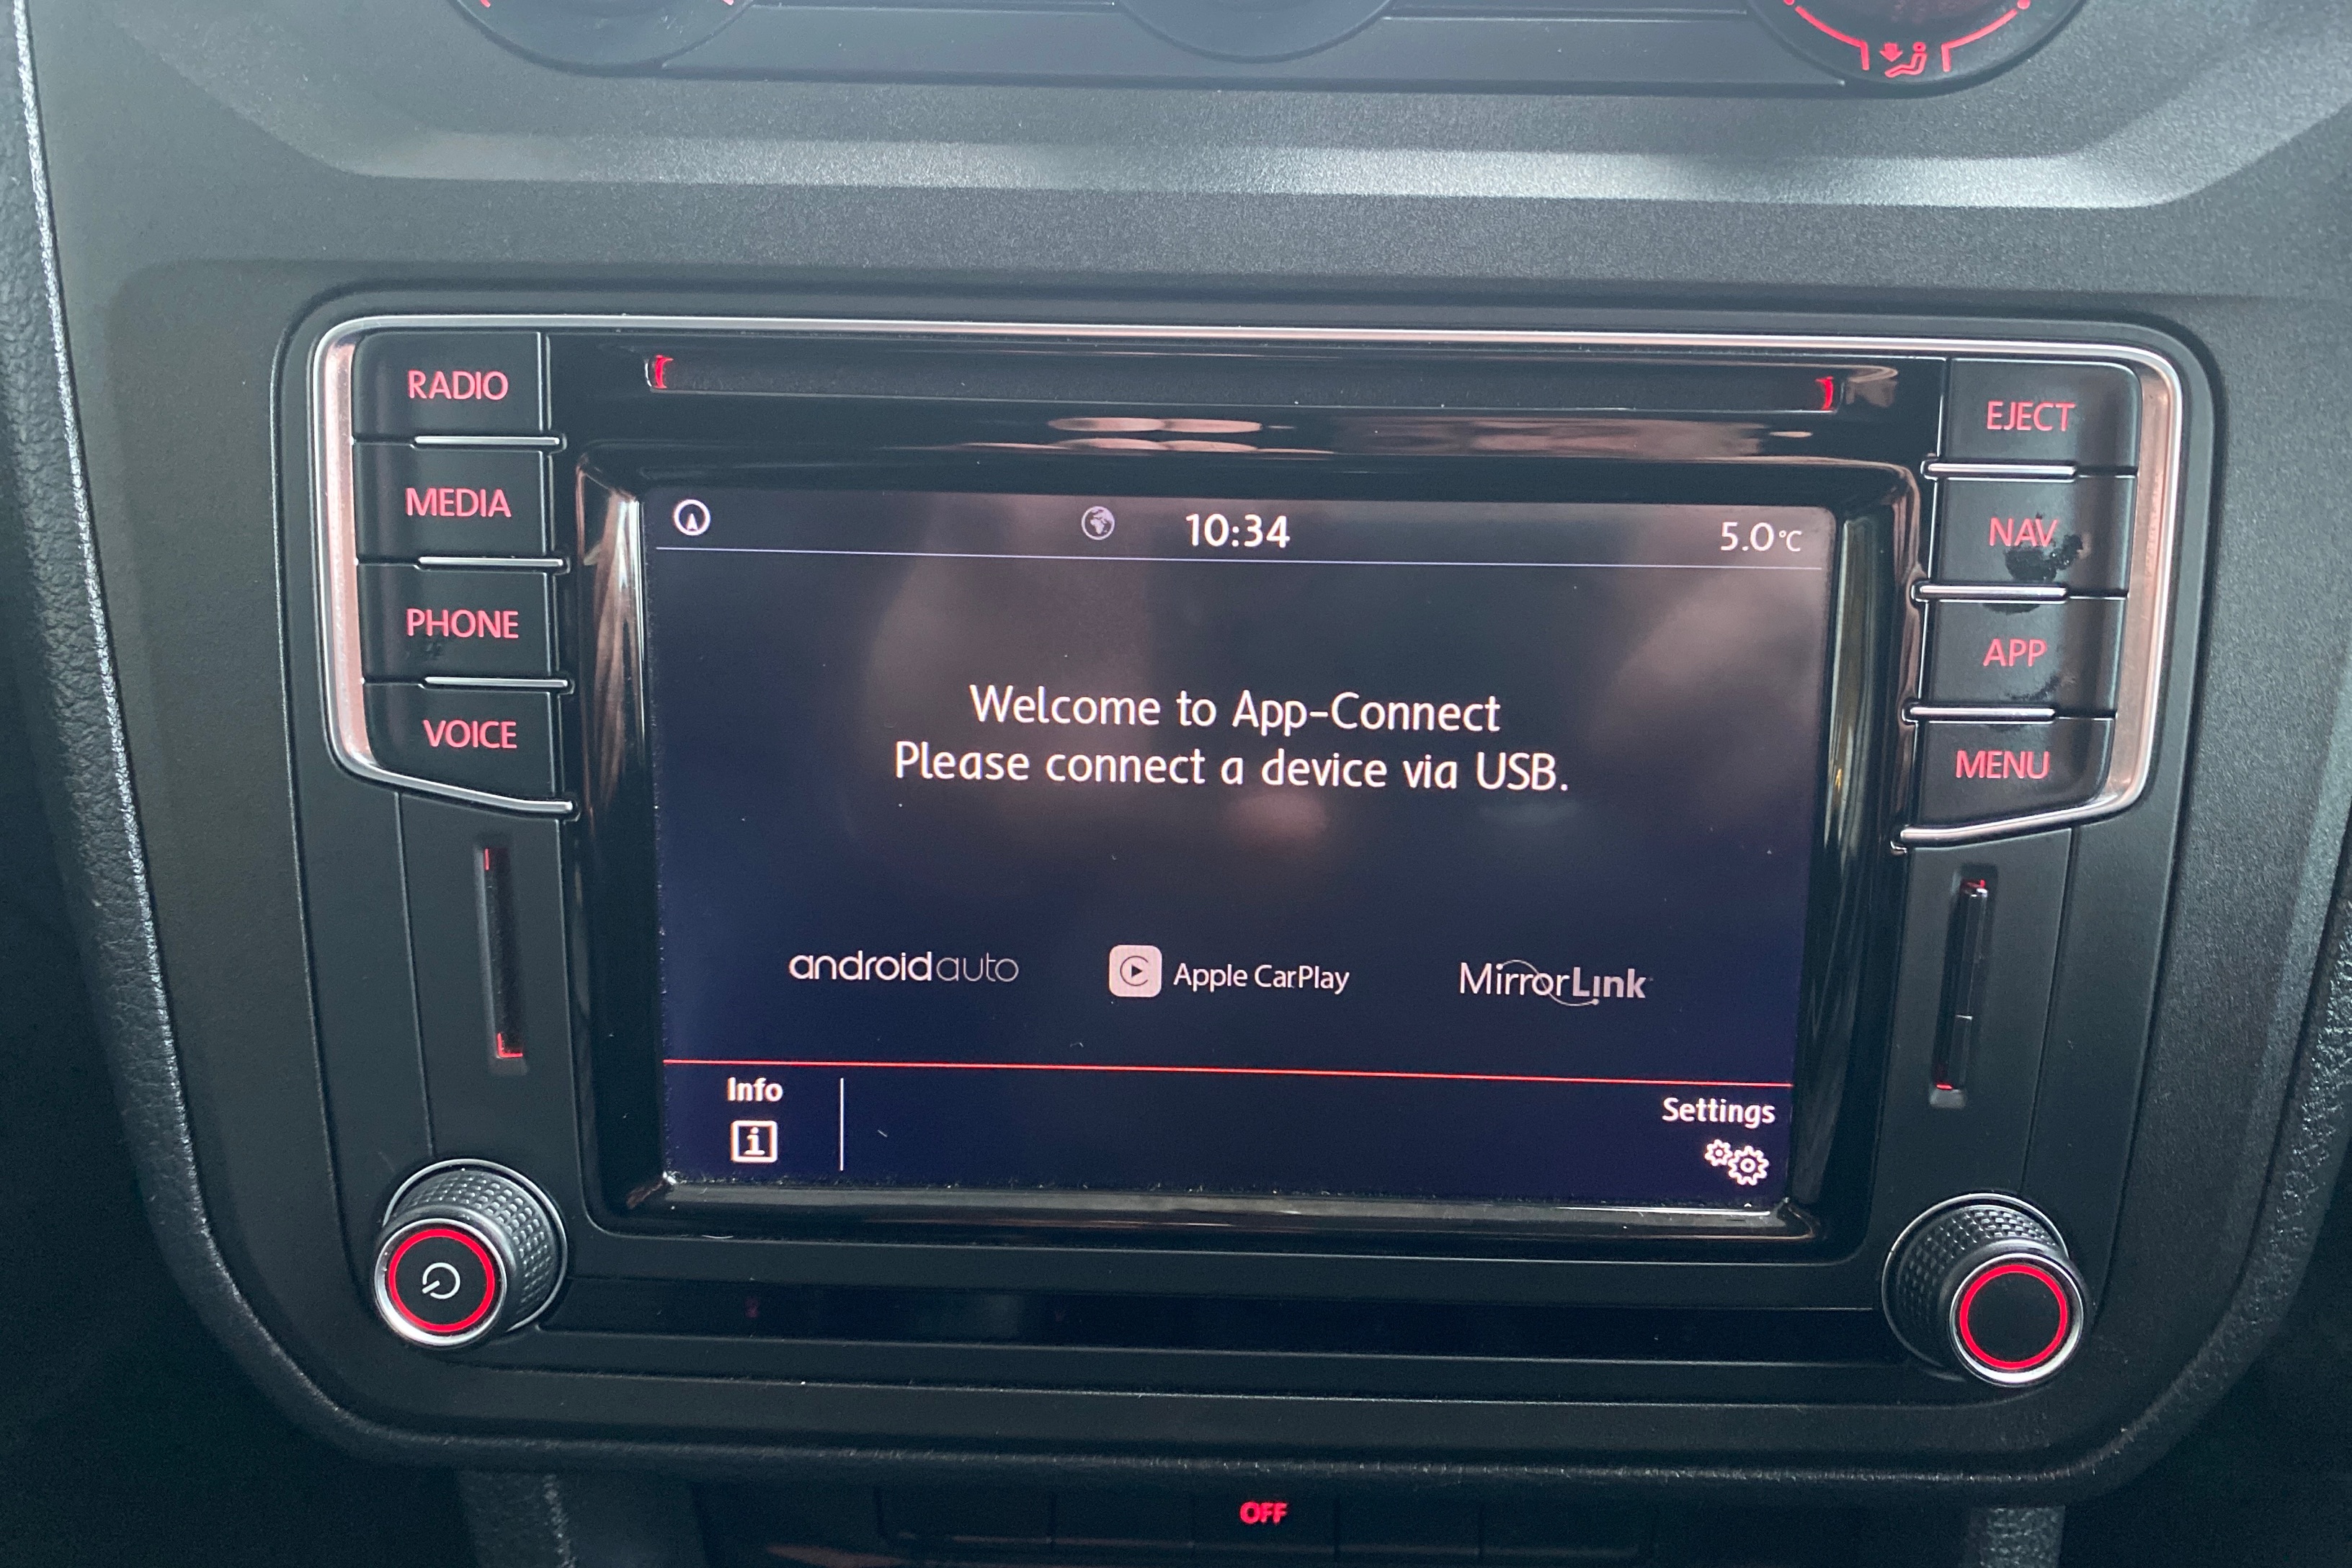 RADIO
MEDIA
PHONE
VOICE
EJECT
NAV
APP
MENU
10:34
5.0°C
Welcome to App-Connect
Please connect a device via USB.
androidauto
Apple CarPlay
MirrorLink
Info
Settings
OFF